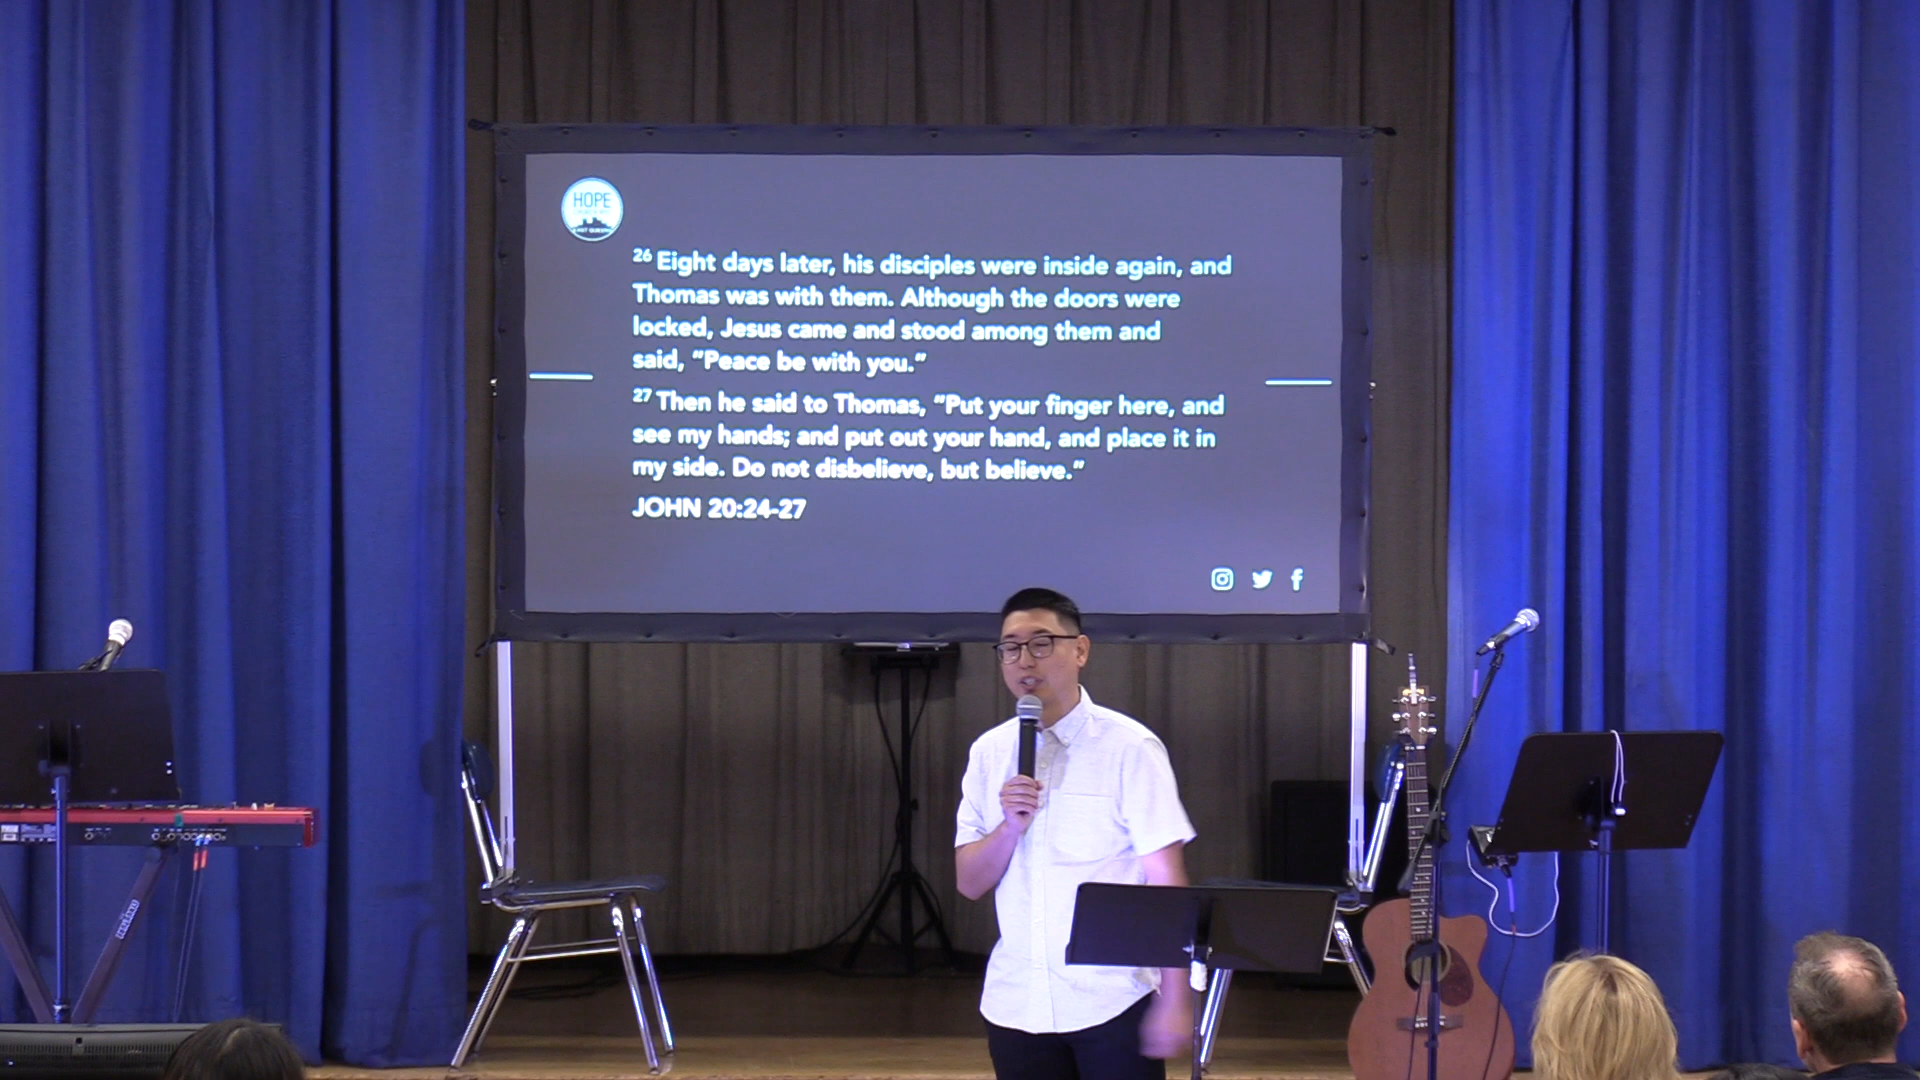 HOPE
26 Eight days later, his disciples were inside again, and
Thomas was with them. Although the doors were
locked, Jesus came and stood among them and
said, “Peace be with you.”
27 Then he said to Thomas, “Put your finger here, and
see my hands; and put out your hand, and place it in
my side. Do not disbelieve, but believe.”
JOHN 20:24-27